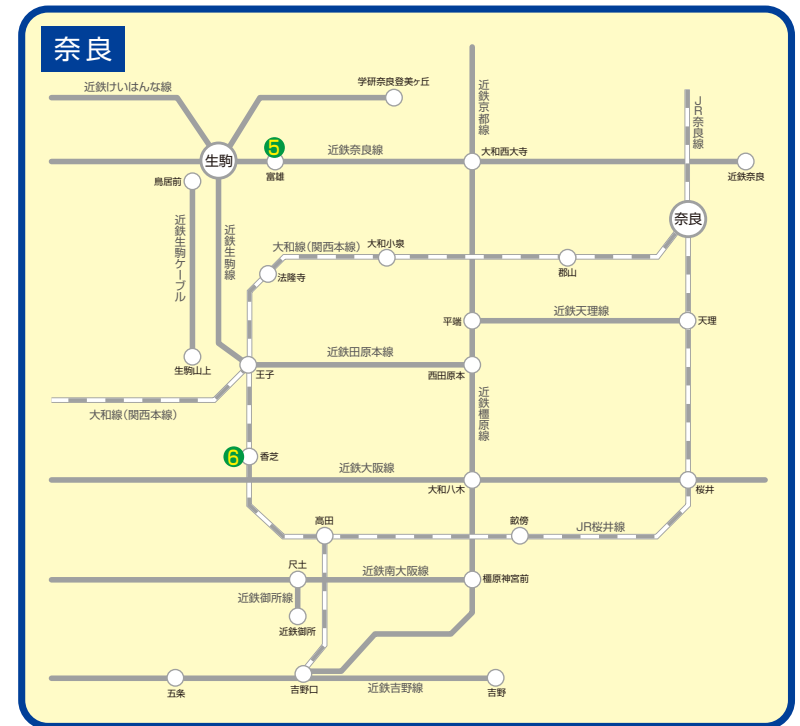 奈良
近鉄けいはんな線
学研奈良登美ヶ丘
近鉄京都線
JR奈良線
5
近鉄奈良線
大和西大寺
生駒
富雄
近鉄奈良
鳥居前
奈良
近鉄生駒ケーブル
近鉄生駒線
大和線(関西本線)
大和小泉
郡山
法隆寺
平端
近鉄天理線
天理
近鉄田原本線
生駒山上
王子
西田原本
大和線(関西本線)
近鉄橿原線
6
香芝
近鉄大阪線
大和八木
桜井
高田
畝傍
JR桜井線
尺土
近鉄南大阪線
橿原神宮前
近鉄御所線
近鉄御所
五条
吉野口
近鉄吉野線
吉野